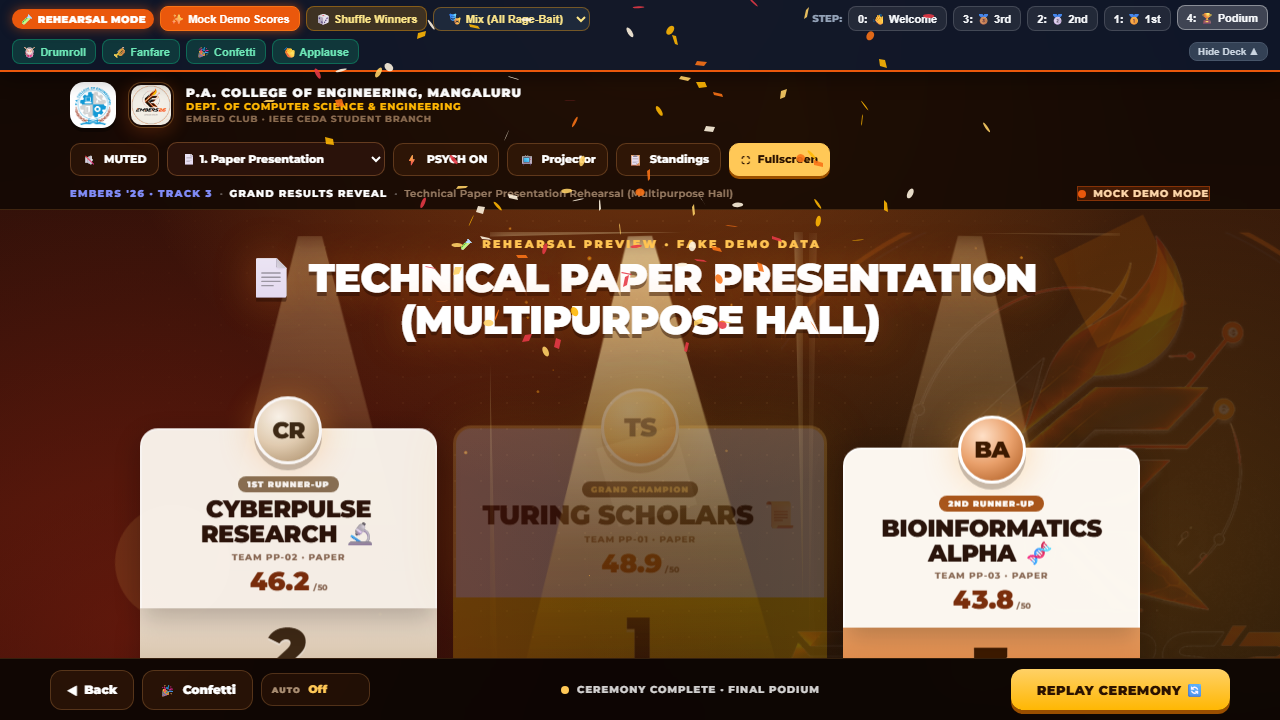 REHEARSAL MODE
Mock Demo Scores
Shuffle Winners
Mix (All Rage-Bait)
STEP:
0: Welcome
3: 3rd
2: 2nd
1: 1st
4: Podium
Drumroll
Fanfare
Confetti
Applause
Hide Deck ▲
P.A. COLLEGE OF ENGINEERING, MANGALURU
DEPT. OF COMPUTER SCIENCE & ENGINEERING
EMBED CLUB · IEEE CEDA STUDENT BRANCH
MUTED
1. Paper Presentation
PSYCH ON
Projector
Standings
Fullscreen
EMBERS '26 • TRACK 3 · GRAND RESULTS REVEAL · Technical Paper Presentation Rehearsal (Multipurpose Hall)
MOCK DEMO MODE
REHEARSAL PREVIEW · FAKE DEMO DATA
TECHNICAL PAPER PRESENTATION
(MULTIPURPOSE HALL)
CR
1ST RUNNER-UP
CYBERPULSE
RESEARCH
TEAM PP-02 · PAPER
46.2 /50
2
TS
GRAND CHAMPION
TURING SCHOLARS
TEAM PP-01 · PAPER
48.9 /50
1
BA
2ND RUNNER-UP
BIOINFORMATICS
ALPHA
TEAM PP-03 · PAPER
43.8 /50
◀ Back
Confetti
AUTO Off
CEREMONY COMPLETE · FINAL PODIUM
REPLAY CEREMONY